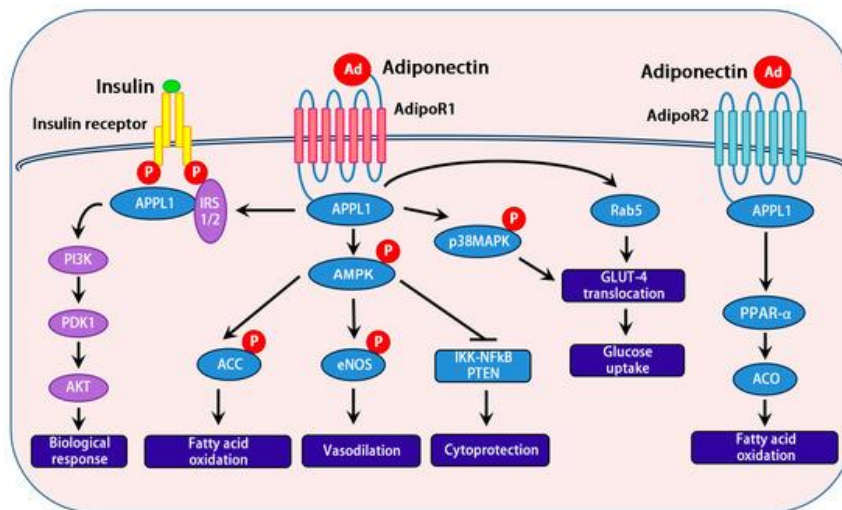 Insulin
Insulin receptor
P
P
APPL1
IRS
1/2
PI3K
PDK1
AKT
Biological
response
Ad
Adiponectin
AdipoR1
APPL1
AMPK
P
ACC
P
Fatty acid
oxidation
eNOS
P
Vasodilation
IKK-NFkB
PTEN
Cytoprotection
p38MAPK
P
Rab5
GLUT-4
translocation
Glucose
uptake
Adiponectin
Ad
AdipoR2
APPL1
PPAR-α
ACO
Fatty acid
oxidation